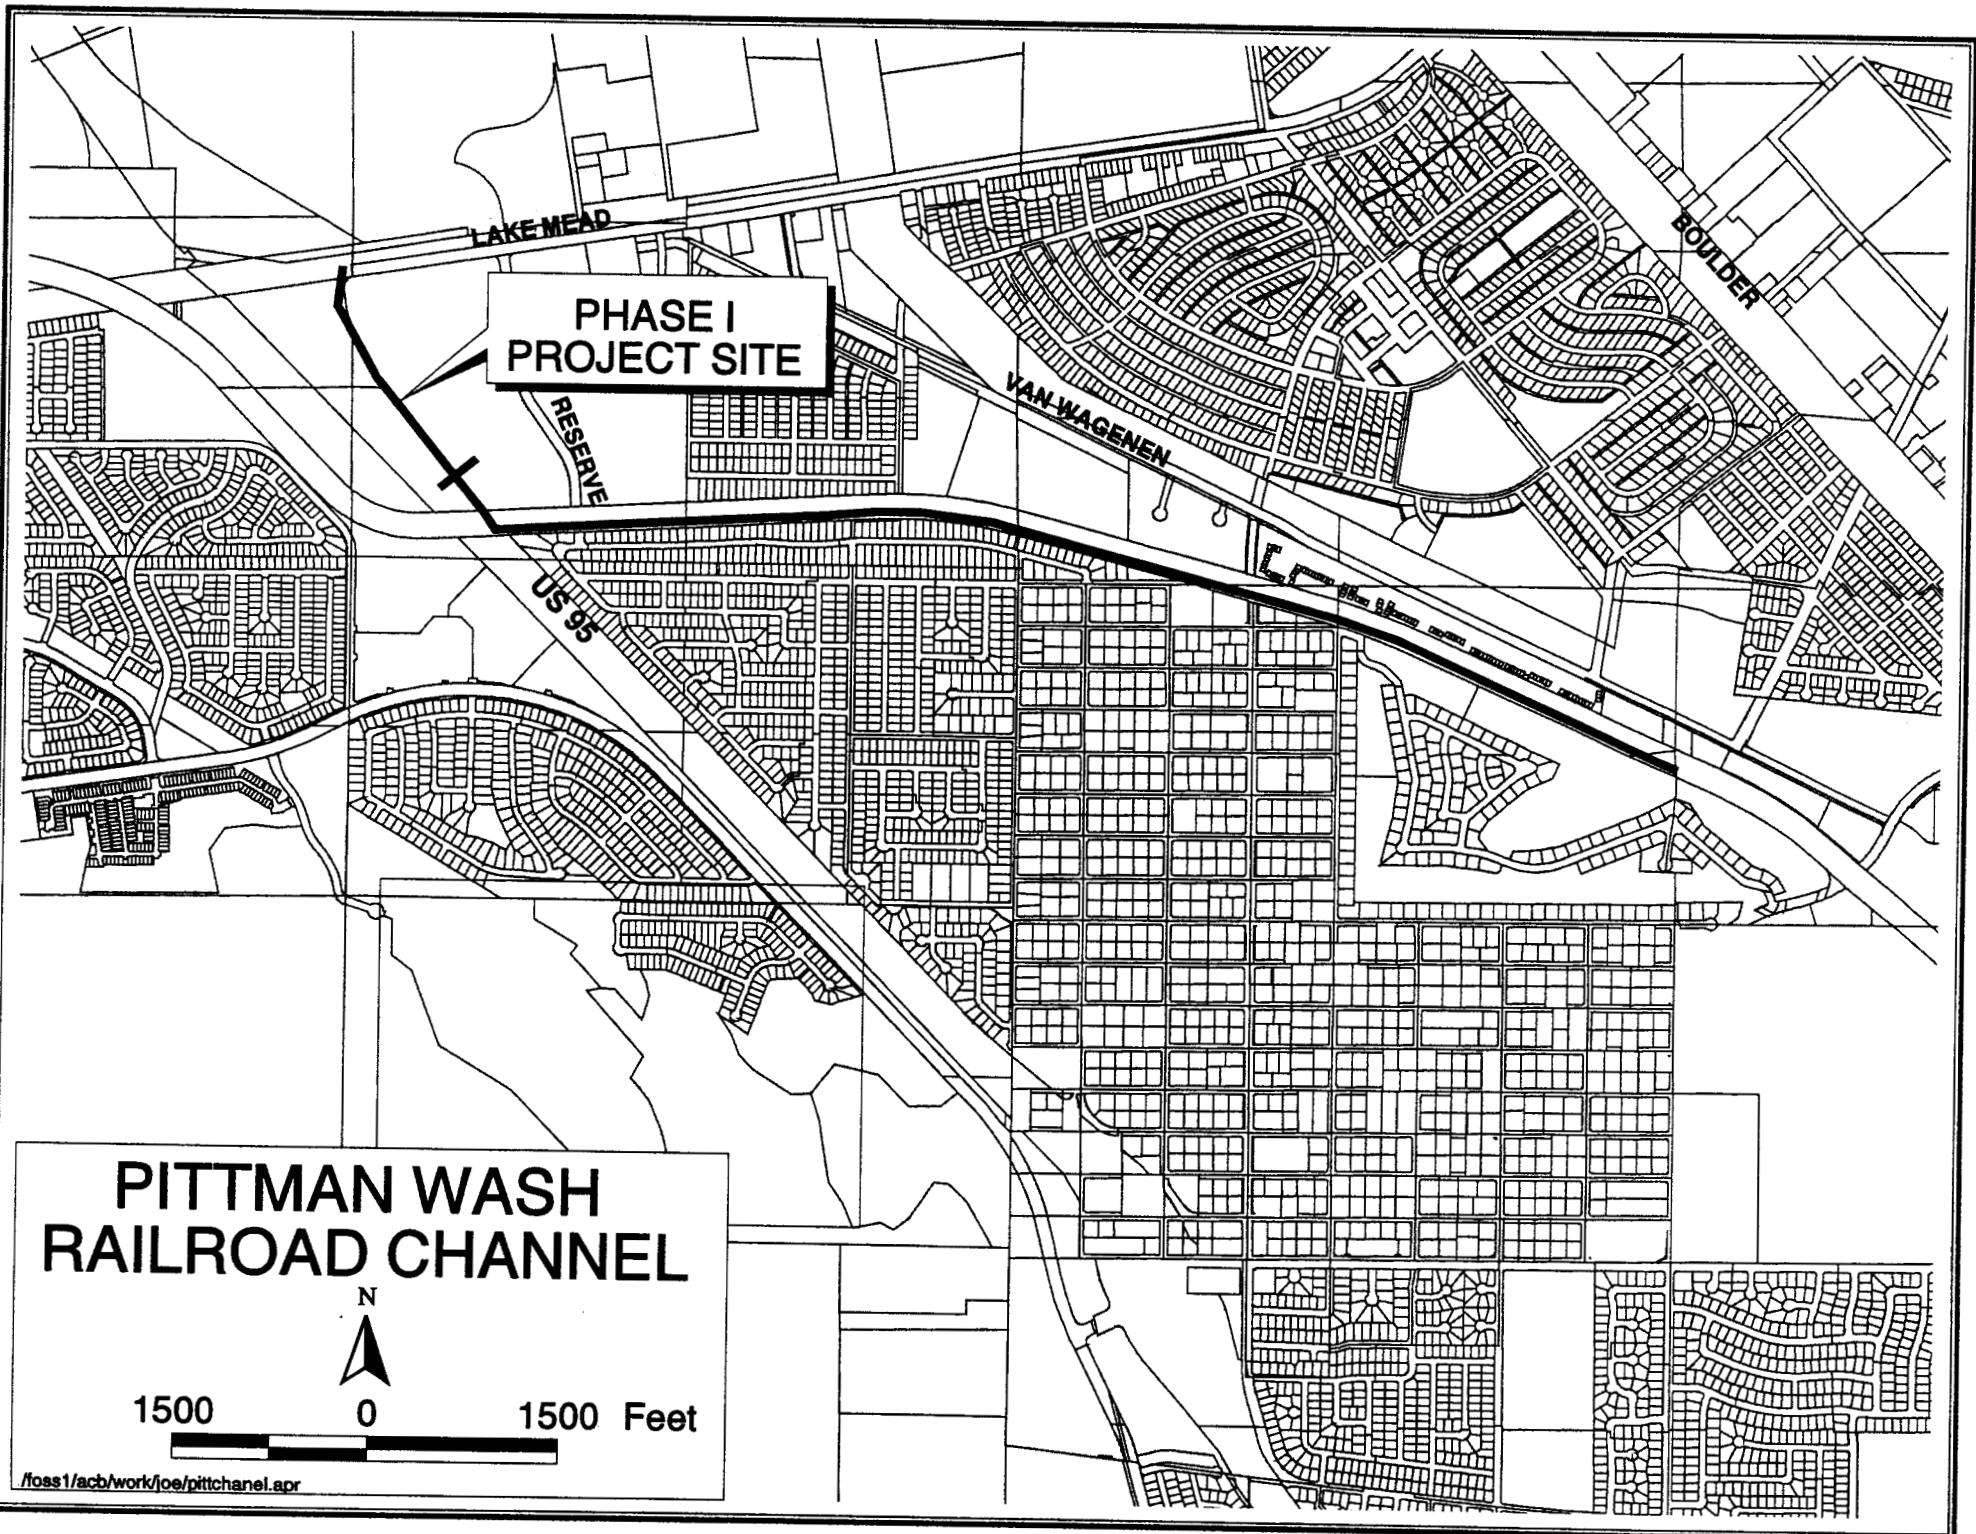 LAKE MEAD
BOULDER
PHASE I
PROJECT SITE
RESERVE
VAN WAGENEN
US 95
PITTMAN WASH
RAILROAD CHANNEL
N
1500 0 1500 Feet
/foss1/acb/work/joe/pittchanel.apr